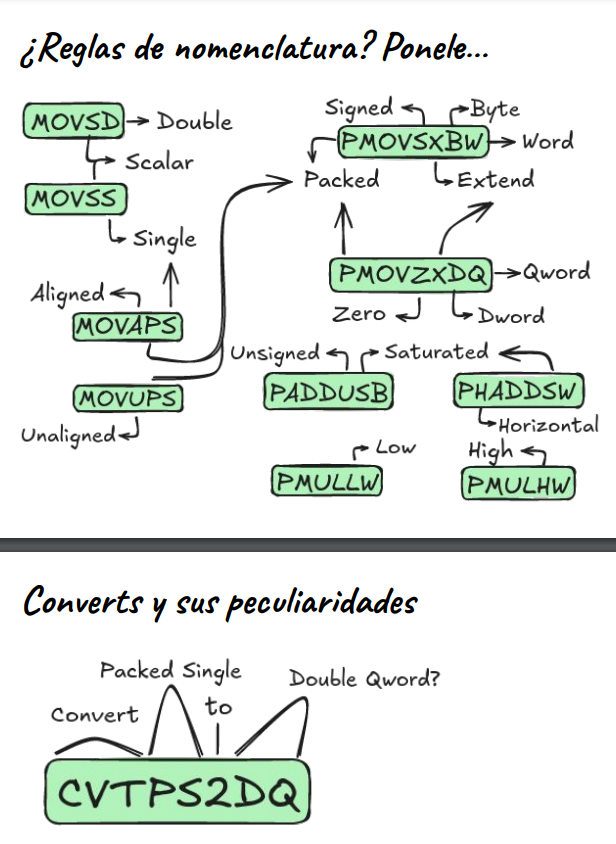 ¿Reglas de nomenclatura? Ponele...
MOVSD
Double
Scalar
MOVSS
Single
Aligned
MOVAPS
MOVUPS
Unaligned
Signed
Byte
PMOVSXBW
Word
Packed
Extend
PMOVZXDQ
Qword
Zero
Dword
Unsigned
Saturated
PADDUSB
PHADDSW
Horizontal
Low
High
PMULLW
PMULHW
Converts y sus peculiaridades
Packed Single
Double Qword?
Convert
to
CVTPS2DQ